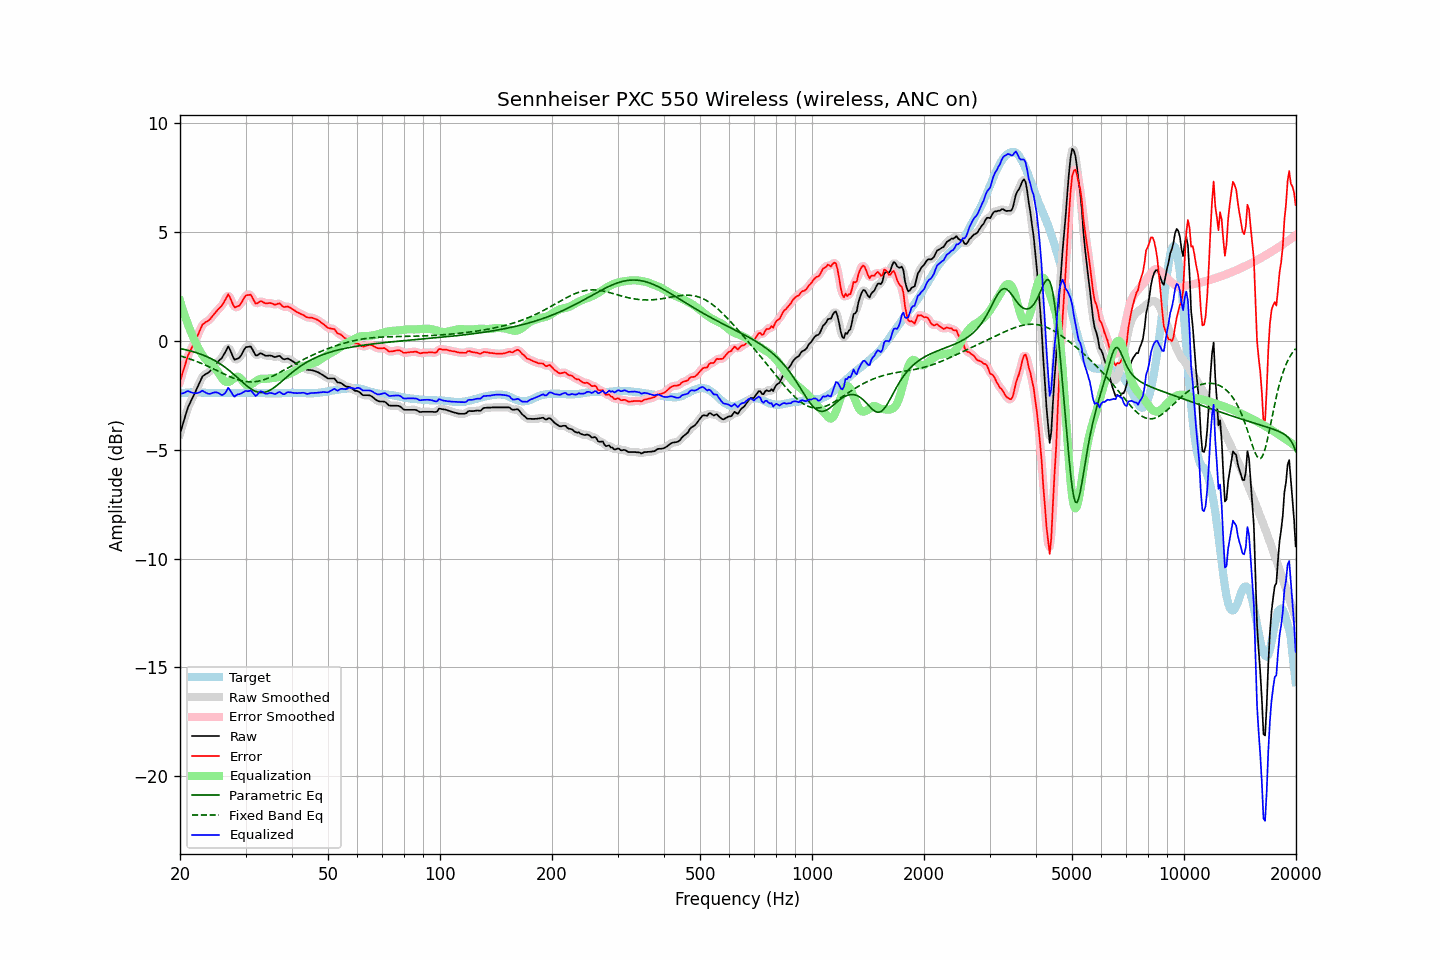 Sennheiser PXC 550 Wireless (wireless, ANC on)
10
5
0
−5
−10
−15
−20
Amplitude (dBr)
Target
Raw Smoothed
Error Smoothed
Raw
Error
Equalization
Parametric Eq
Fixed Band Eq
Equalized
20 50 100 200 500 1000 2000 5000 10000 20000
Frequency (Hz)